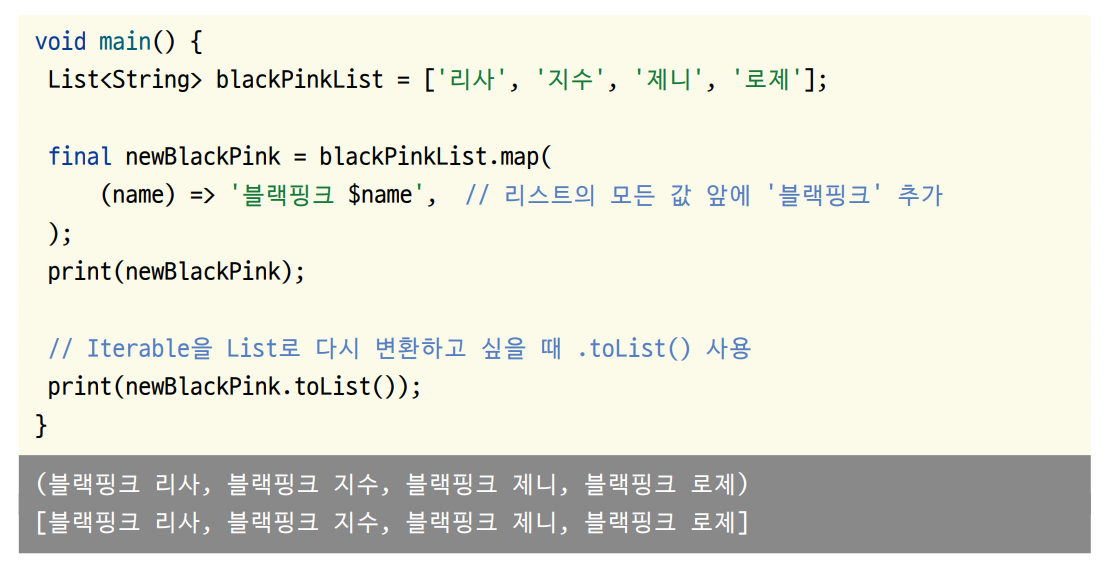 void main() {
List<String> blackPinkList = ['리사', '지수', '제니', '로제'];
final newBlackPink = blackPinkList.map(
(name) => '블랙핑크 $name', // 리스트의 모든 값 앞에 '블랙핑크' 추가
);
print(newBlackPink);
// Iterable을 List로 다시 변환하고 싶을 때 .toList() 사용
print(newBlackPink.toList());
}
(블랙핑크 리사, 블랙핑크 지수, 블랙핑크 제니, 블랙핑크 로제)
[블랙핑크 리사, 블랙핑크 지수, 블랙핑크 제니, 블랙핑크 로제]